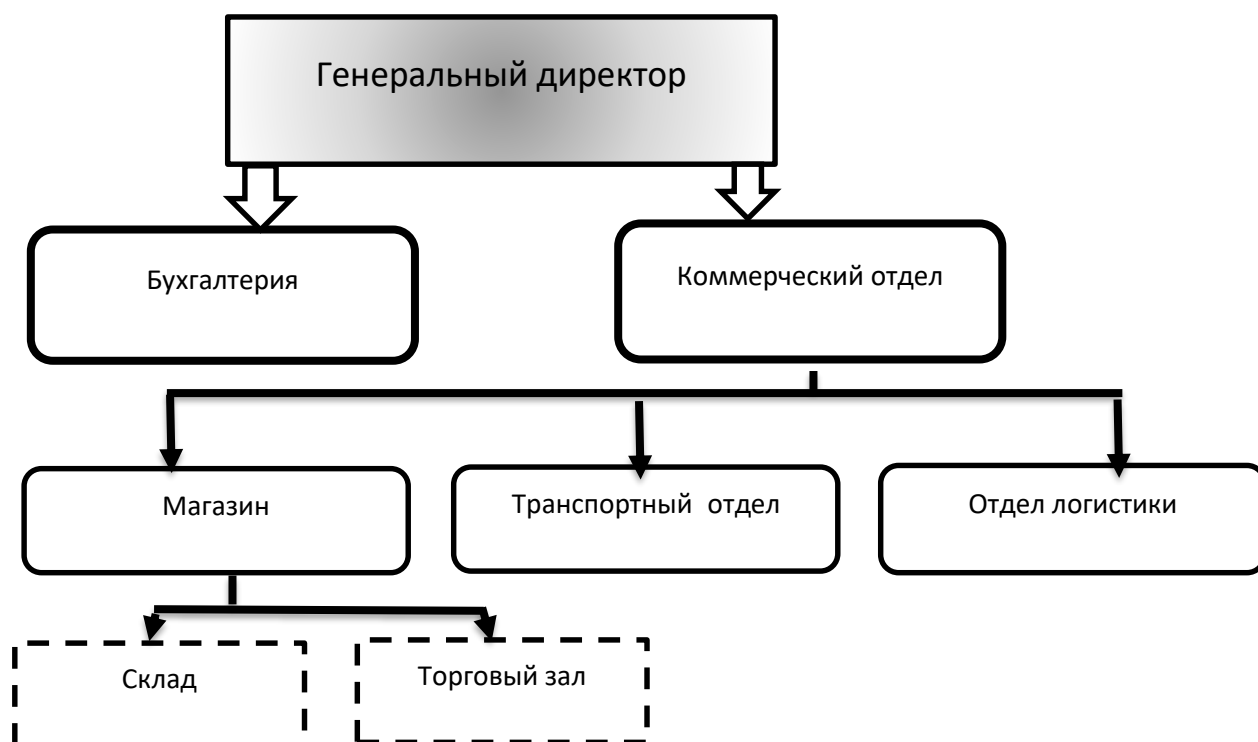 Генеральный директор
Бухгалтерия
Коммерческий отдел
Магазин
Транспортный  отдел
Отдел логистики
Склад
Торговый зал